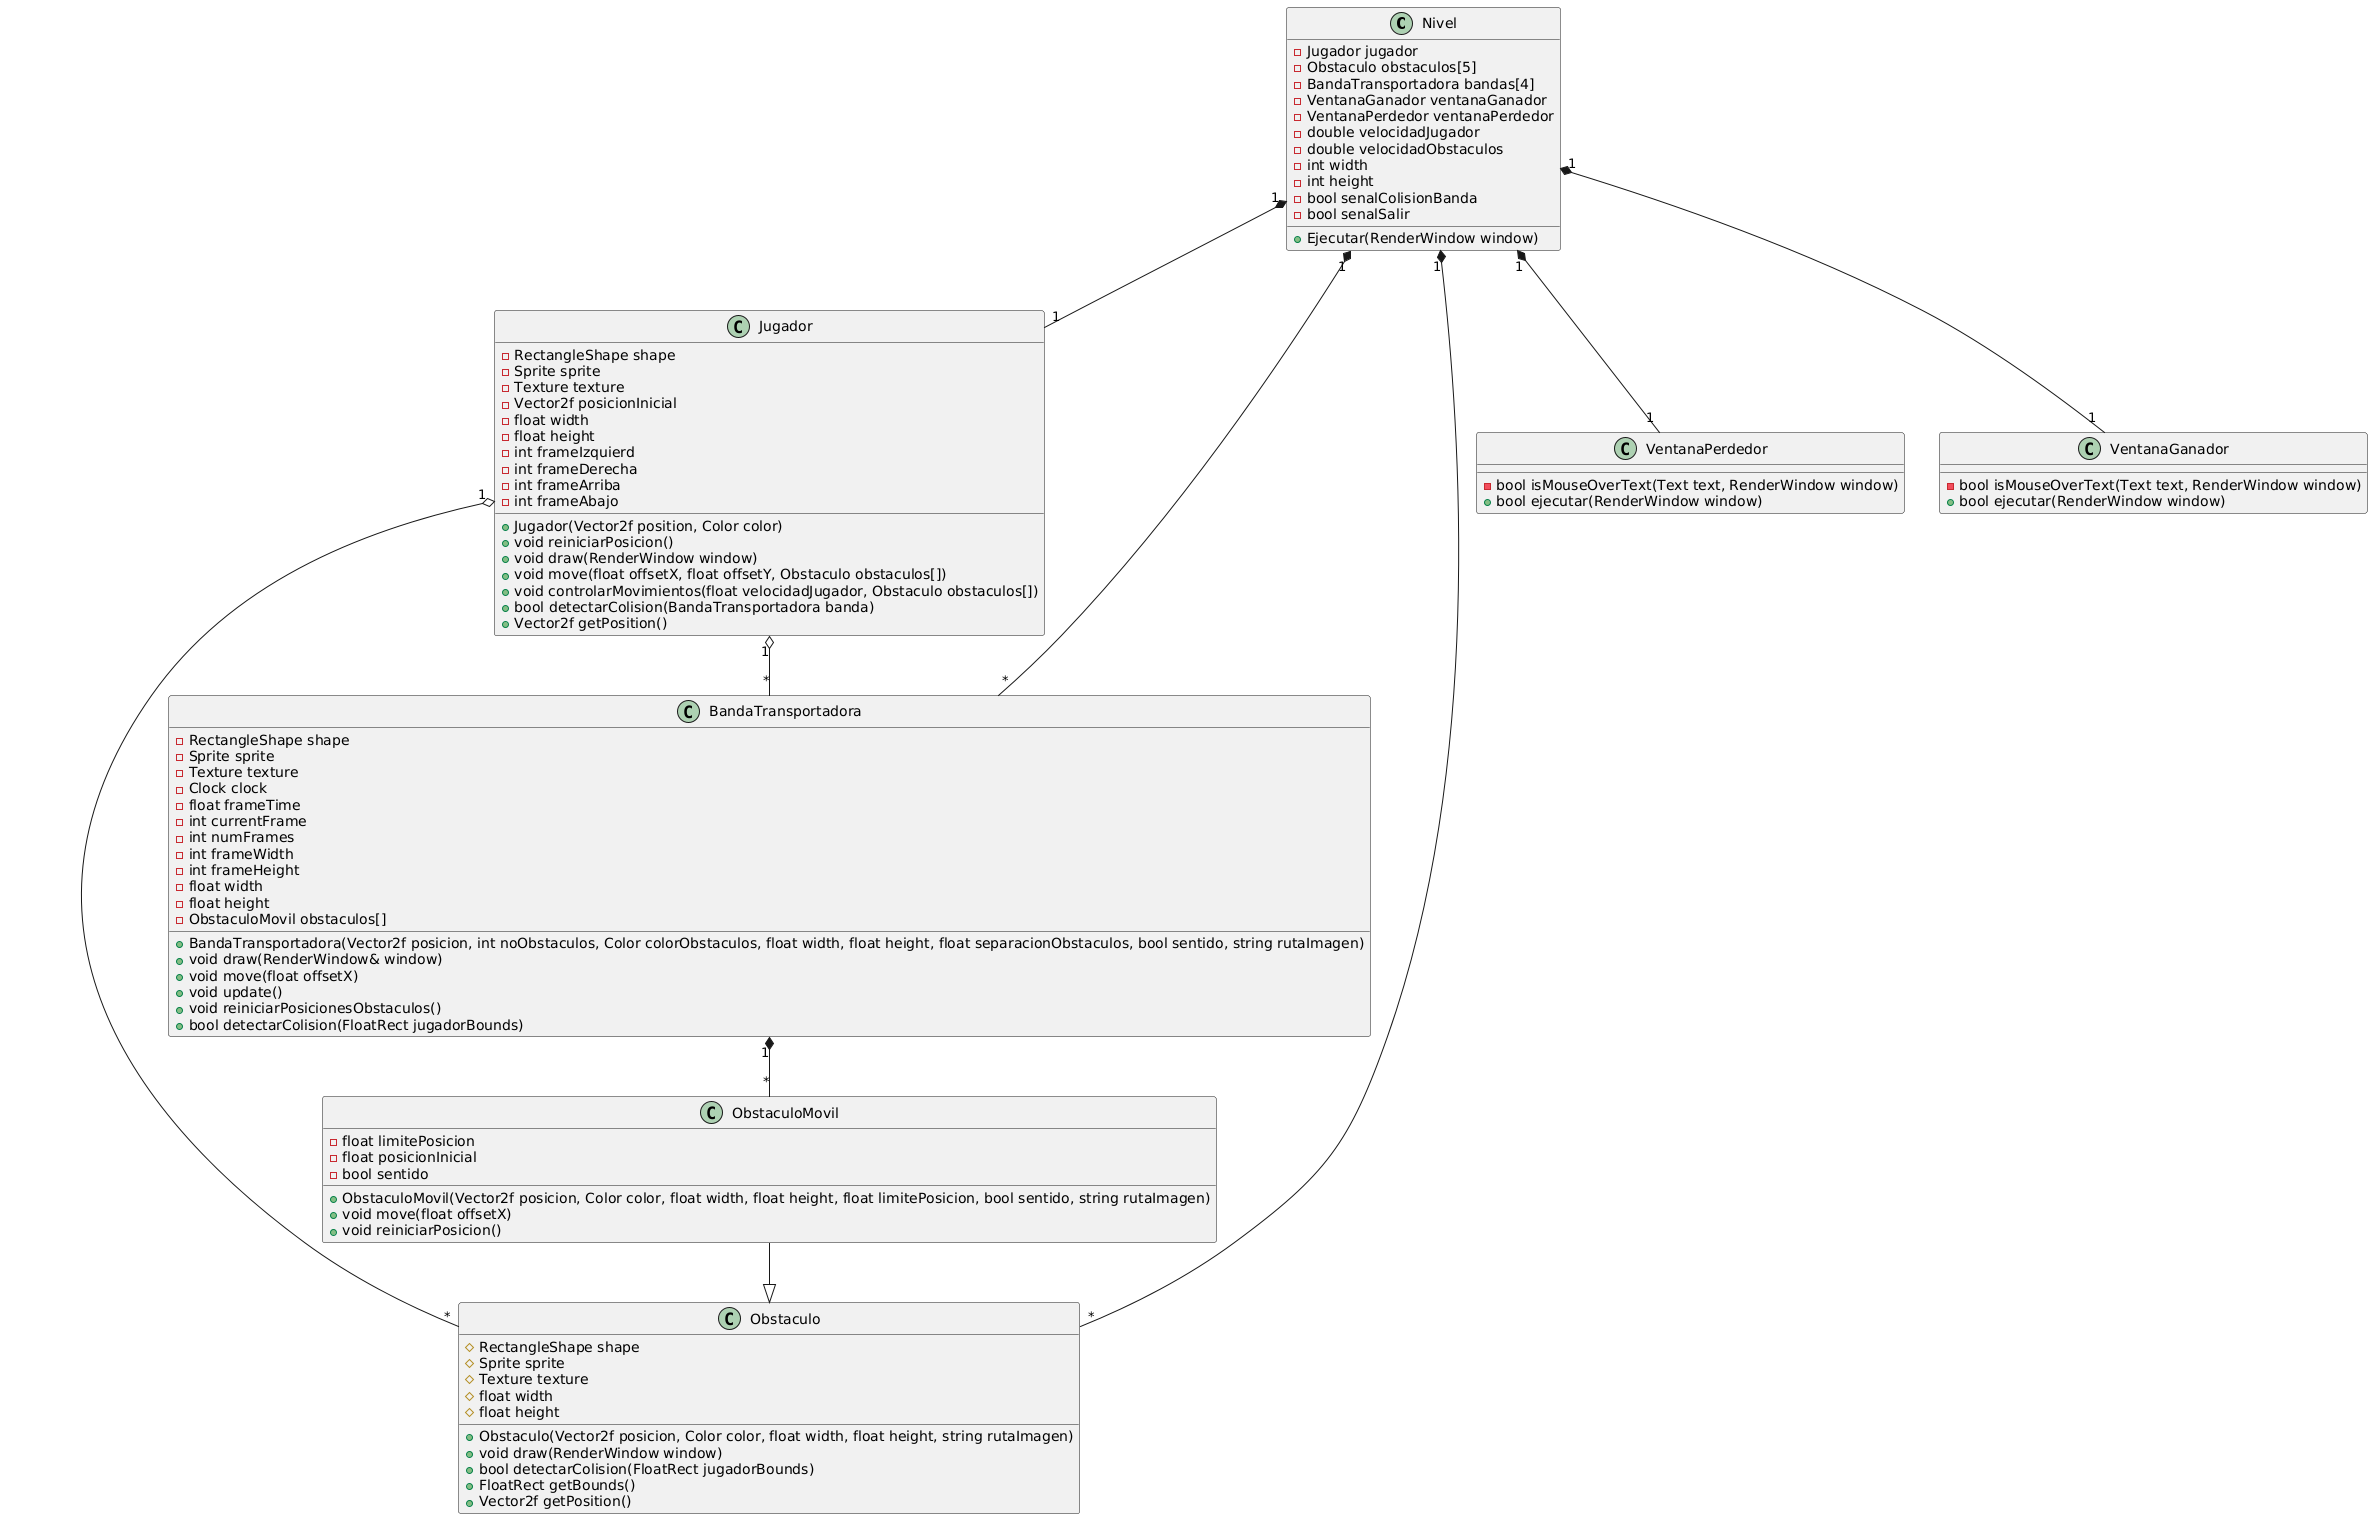 C Nivel
Jugador jugador
Obstaculo obstaculos[5]
BandaTransportadora bandas[4]
VentanaGanador ventanaGanador
VentanaPerdedor ventanaPerdedor
double velocidadJugador
double velocidadObstaculos
int width
int height
bool senalColisionBanda
bool senalSalir
Ejecutar(RenderWindow window)
1
1
1
1
1
1
C Jugador
RectangleShape shape
Sprite sprite
Texture texture
Vector2f posicionInicial
float width
float height
int frameIzquierd
int frameDerecha
int frameArriba
int frameAbajo
Jugador(Vector2f position, Color color)
void reiniciarPosicion()
void draw(RenderWindow window)
void move(float offsetX, float offsetY, Obstaculo obstaculos[])
void controlarMovimientos(float velocidadJugador, Obstaculo obstaculos[])
bool detectarColision(BandaTransportadora banda)
Vector2f getPosition()
1
1
C VentanaPerdedor
bool isMouseOverText(Text text, RenderWindow window)
bool ejecutar(RenderWindow window)
C VentanaGanador
bool isMouseOverText(Text text, RenderWindow window)
bool ejecutar(RenderWindow window)
1
1
*
*
C BandaTransportadora
RectangleShape shape
Sprite sprite
Texture texture
Clock clock
float frameTime
int currentFrame
int numFrames
int frameWidth
int frameHeight
float width
float height
ObstaculoMovil obstaculos[]
BandaTransportadora(Vector2f posicion, int noObstaculos, Color colorObstaculos, float width, float height, float separacionObstaculos, bool sentido, string rutaImagen)
void draw(RenderWindow& window)
void move(float offsetX)
void update()
void reiniciarPosicionesObstaculos()
bool detectarColision(FloatRect jugadorBounds)
1
*
C ObstaculoMovil
float limitePosicion
float posicionInicial
bool sentido
ObstaculoMovil(Vector2f posicion, Color color, float width, float height, float limitePosicion, bool sentido, string rutaImagen)
void move(float offsetX)
void reiniciarPosicion()
*
*
C Obstaculo
RectangleShape shape
Sprite sprite
Texture texture
float width
float height
Obstaculo(Vector2f posicion, Color color, float width, float height, string rutaImagen)
void draw(RenderWindow window)
bool detectarColision(FloatRect jugadorBounds)
FloatRect getBounds()
Vector2f getPosition()